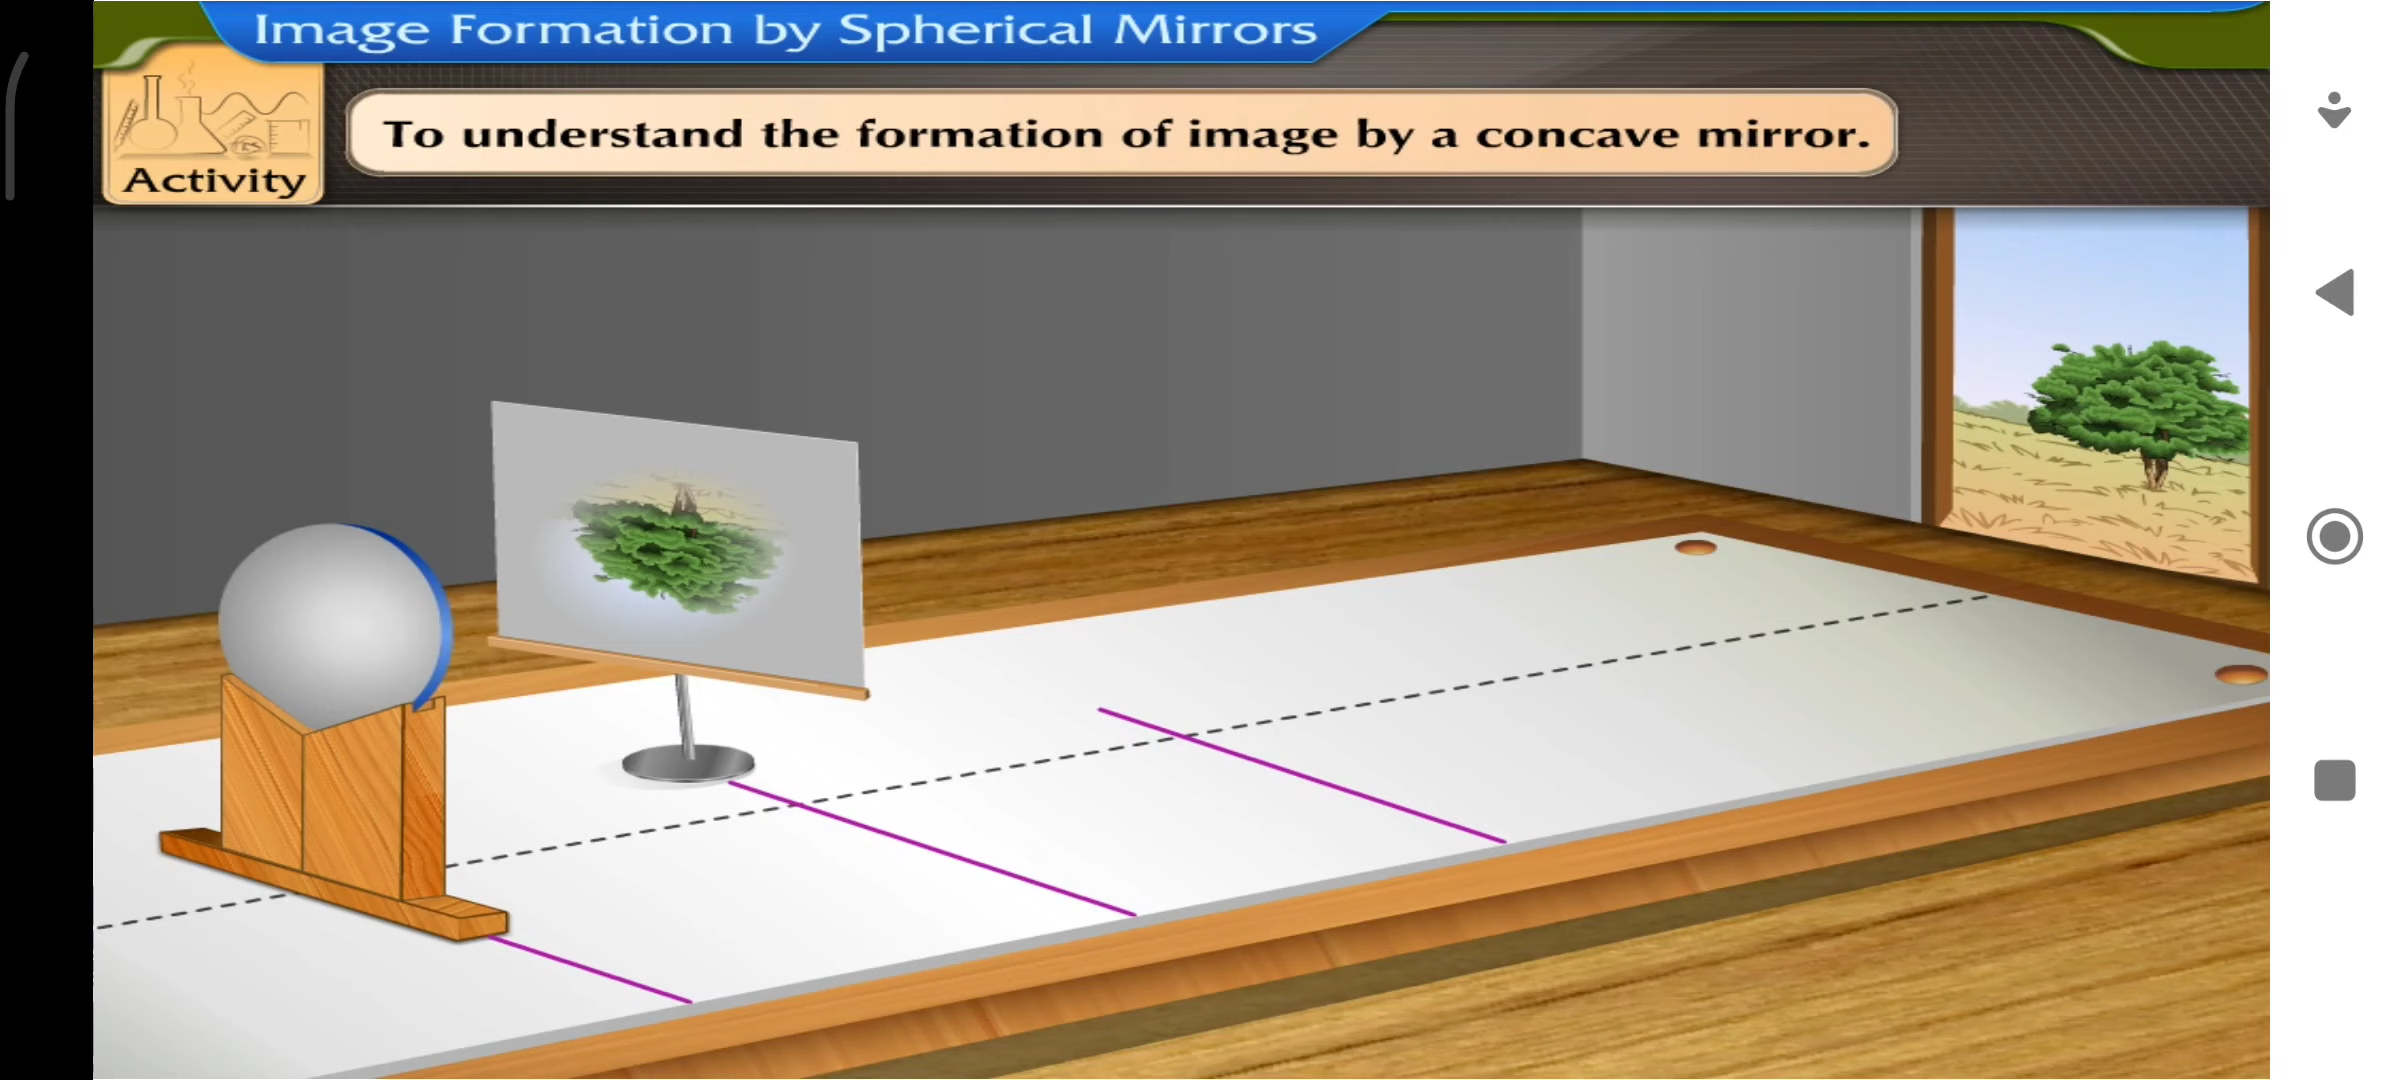 Image Formation by Spherical Mirrors
To understand the formation of image by a concave mirror.
Activity